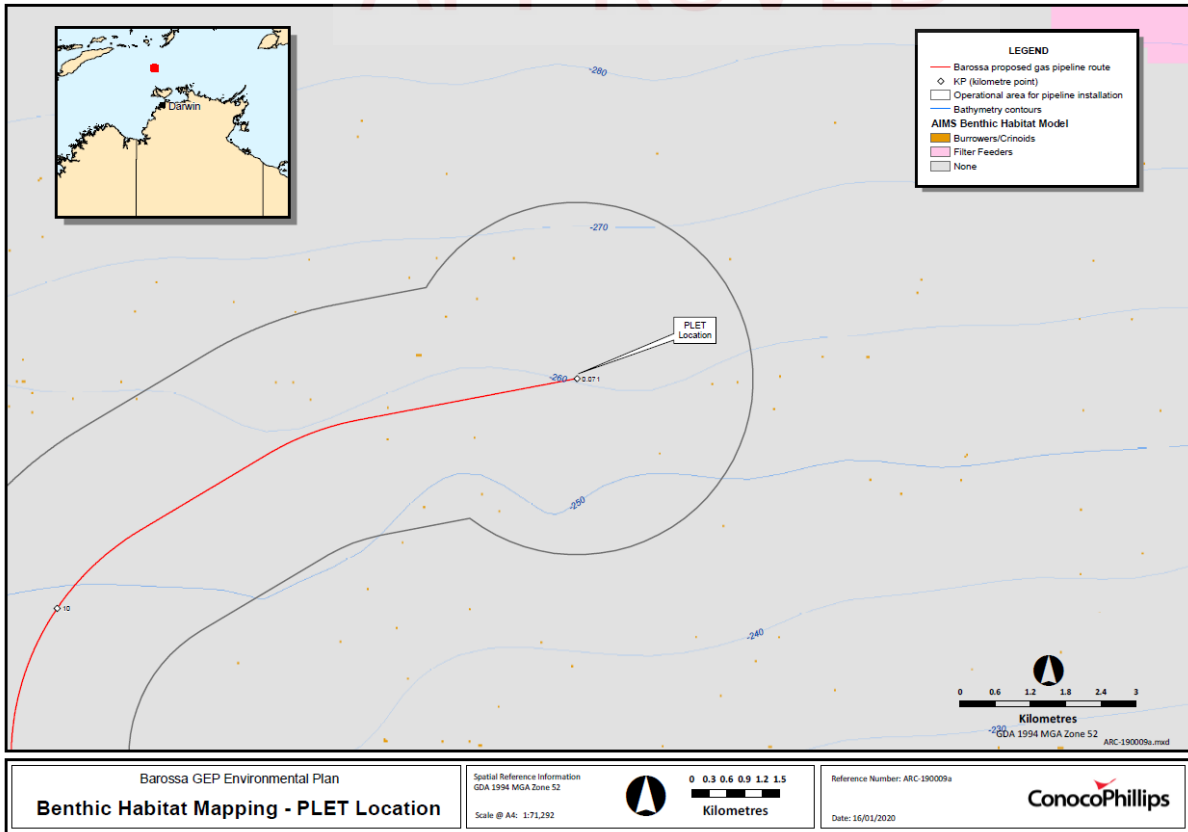 APPROVED
Darwin
LEGEND
Barossa proposed gas pipeline route
KP (kilometre point)
Operational area for pipeline installation
Bathymetry contours
AIMS Benthic Habitat Model
Burrowers/Crinoids
Filter Feeders
None
-280
-270
PLET
Location
-260
0.071
-250
10
-240
0 0.6 1.2 1.8 2.4 3
Kilometres
-230
GDA 1994 MGA Zone 52
ARC-190009a.mxd
Barossa GEP Environmental Plan
Benthic Habitat Mapping - PLET Location
Spatial Reference Information
GDA 1994 MGA Zone 52
Scale @ A4: 1:71,292
0 0.3 0.6 0.9 1.2 1.5
Kilometres
Reference Number: ARC-190009a
Date: 16/01/2020
ConocoPhillips